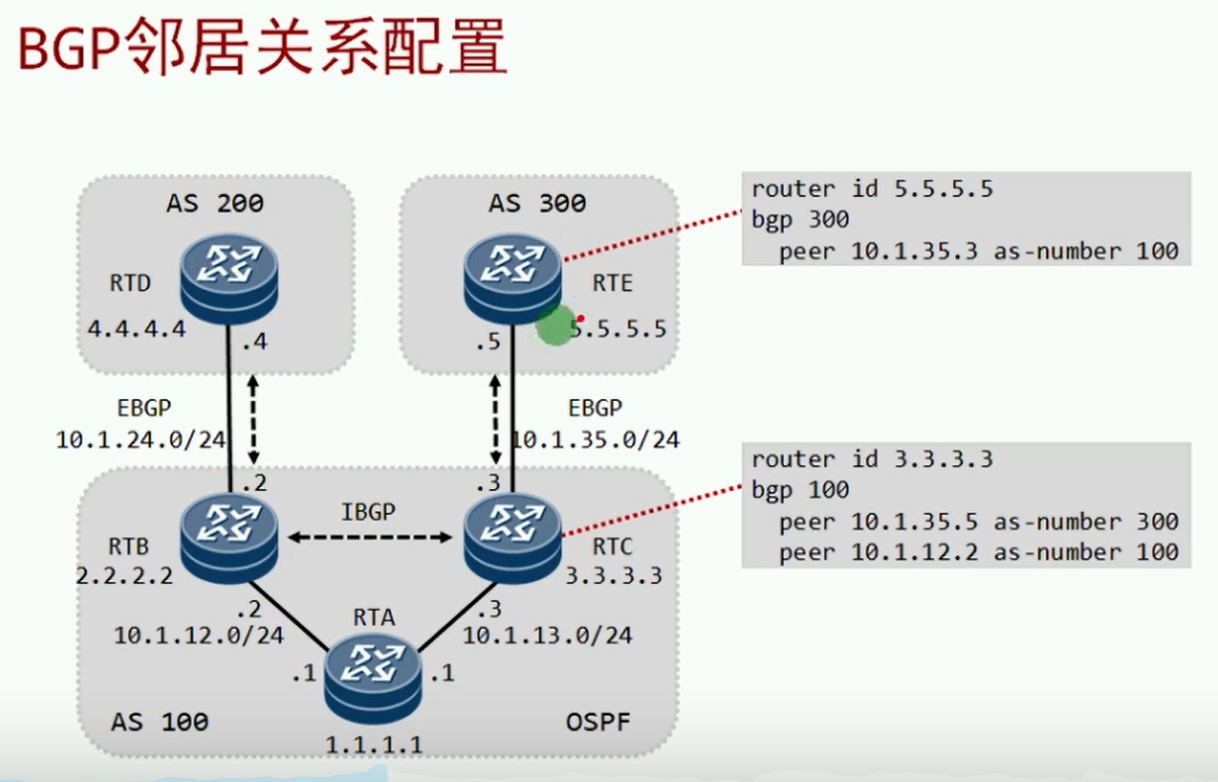 BGP邻居关系配置
AS 200
AS 300
RTD
4.4.4.4
.4
RTE
5.5.5.5
.5
router id 5.5.5.5
bgp 300
peer 10.1.35.3 as-number 100
EBGP
10.1.24.0/24
EBGP
10.1.35.0/24
.2
.3
IBGP
RTB
2.2.2.2
RTC
3.3.3.3
router id 3.3.3.3
bgp 100
peer 10.1.35.5 as-number 300
peer 10.1.12.2 as-number 100
.2
10.1.12.0/24
RTA
.3
10.1.13.0/24
.1
.1
AS 100
OSPF
1.1.1.1